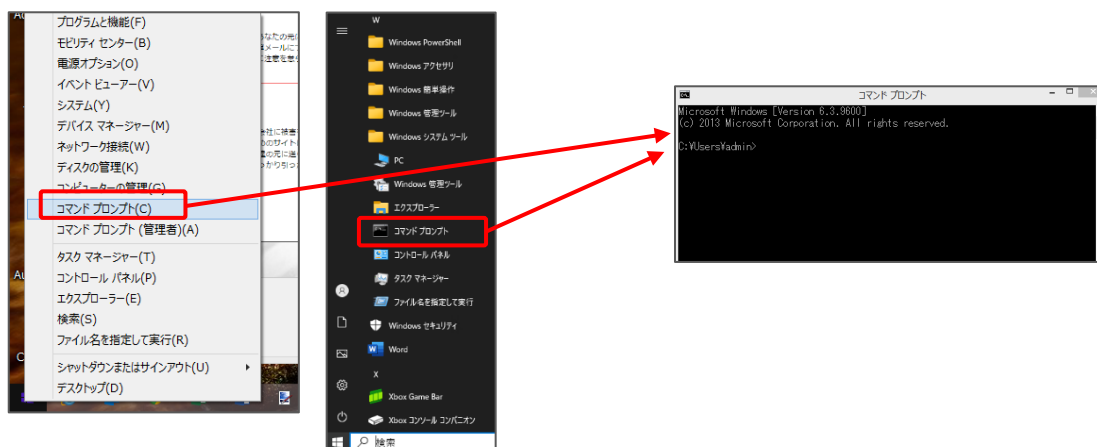 プログラムと機能(F)
モビリティ センター(B)
電源オプション(O)
イベント ビューアー(V)
システム(Y)
デバイス マネージャー(M)
ネットワーク接続(W)
ディスクの管理(K)
コンピューターの管理(G)
コマンド プロンプト(C)
コマンド プロンプト (管理者)(A)
タスク マネージャー(T)
コントロール パネル(P)
エクスプローラー(E)
検索(S)
ファイル名を指定して実行(R)
シャットダウンまたはサインアウト(U)
デスクトップ(D)
W
Windows PowerShell
Windows アクセサリ
Windows 簡単操作
Windows 管理ツール
Windows システム ツール
PC
Windows 管理ツール
エクスプローラー
コマンド プロンプト
コントロール パネル
タスク マネージャー
ファイル名を指定して実行
Windows セキュリティ
Word
X
Xbox Game Bar
Xbox コンソール コンパニオン
検索
コマンド プロンプト
Microsoft Windows [Version 6.3.9600]
(c) 2013 Microsoft Corporation. All rights reserved.
C:¥Users¥admin>